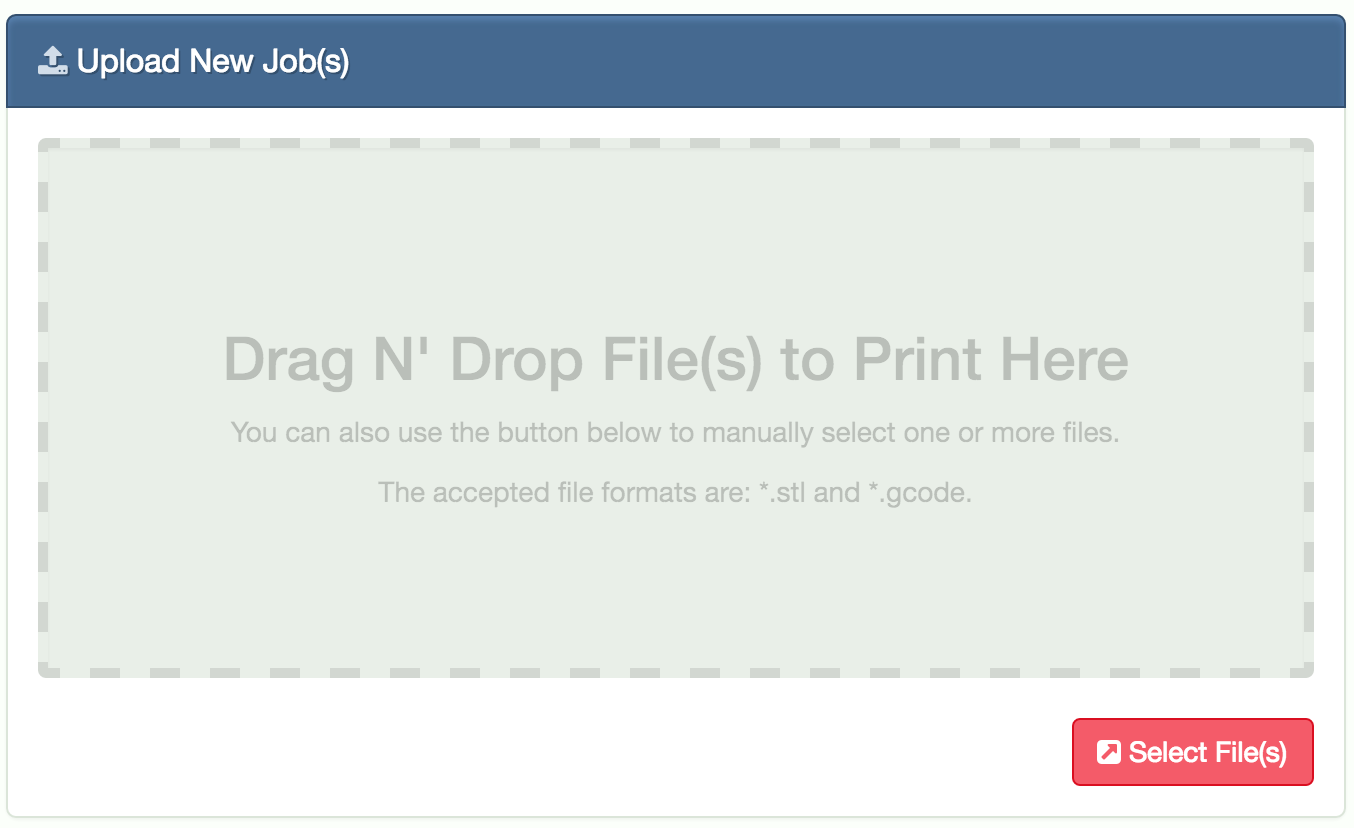 Upload New Job(s)
Drag N' Drop File(s) to Print Here
You can also use the button below to manually select one or more files.
The accepted file formats are: *.stl and *.gcode.
Select File(s)